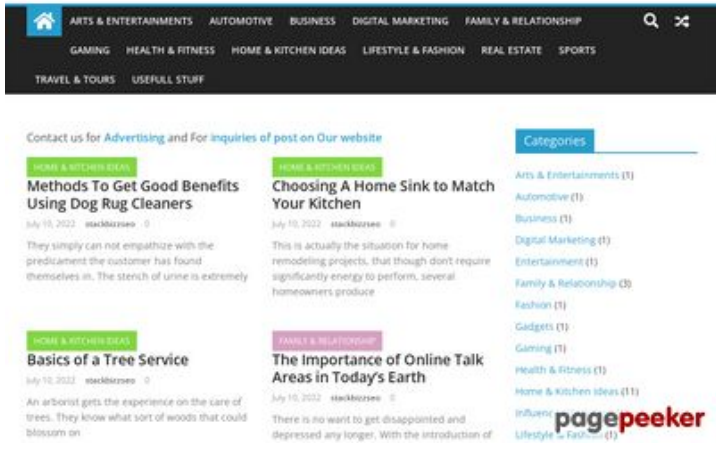 ARTS & ENTERTAINMENTS AUTOMOTIVE BUSINESS DIGITAL MARKETING FAMILY & RELATIONSHIP
GAMING HEALTH & FITNESS HOME & KITCHEN IDEAS LIFESTYLE & FASHION REAL ESTATE SPORTS
TRAVEL & TOURS USEFULL STUFF
Contact us for Advertising and For inquiries of post on Our website
HOME & KITCHEN IDEAS
Methods To Get Good Benefits
Using Dog Rug Cleaners
July 10, 2022 stackbizzseo 0
They simply can not empathize with the
predicament the customer has found
themselves in. The stench of urine is extremely
HOME & KITCHEN IDEAS
Choosing A Home Sink to Match
Your Kitchen
July 10, 2022 stackbizzseo 0
This is actually the situation for home
remodeling projects, that though don't require
significantly energy to perform, several
homeowners produce
HOME & KITCHEN IDEAS
Basics of a Tree Service
July 10, 2022 stackbizzseo 0
An arborist gets the experience on the care of
trees. They know what sort of woods that could
blossom on
FAMILY & RELATIONSHIP
The Importance of Online Talk
Areas in Today's Earth
July 10, 2022 stackbizzseo 0
There is no want to get disappointed and
depressed any longer. With the introduction of
Categories
Arts & Entertainments (1)
Automotive (1)
Business (1)
Digital Marketing (1)
Entertainment (1)
Family & Relationship (3)
Fashion (1)
Gadgets (1)
Gaming (1)
Health & Fitness (1)
Home & Kitchen Ideas (11)
Lifestyle & (1)
pagepeeker